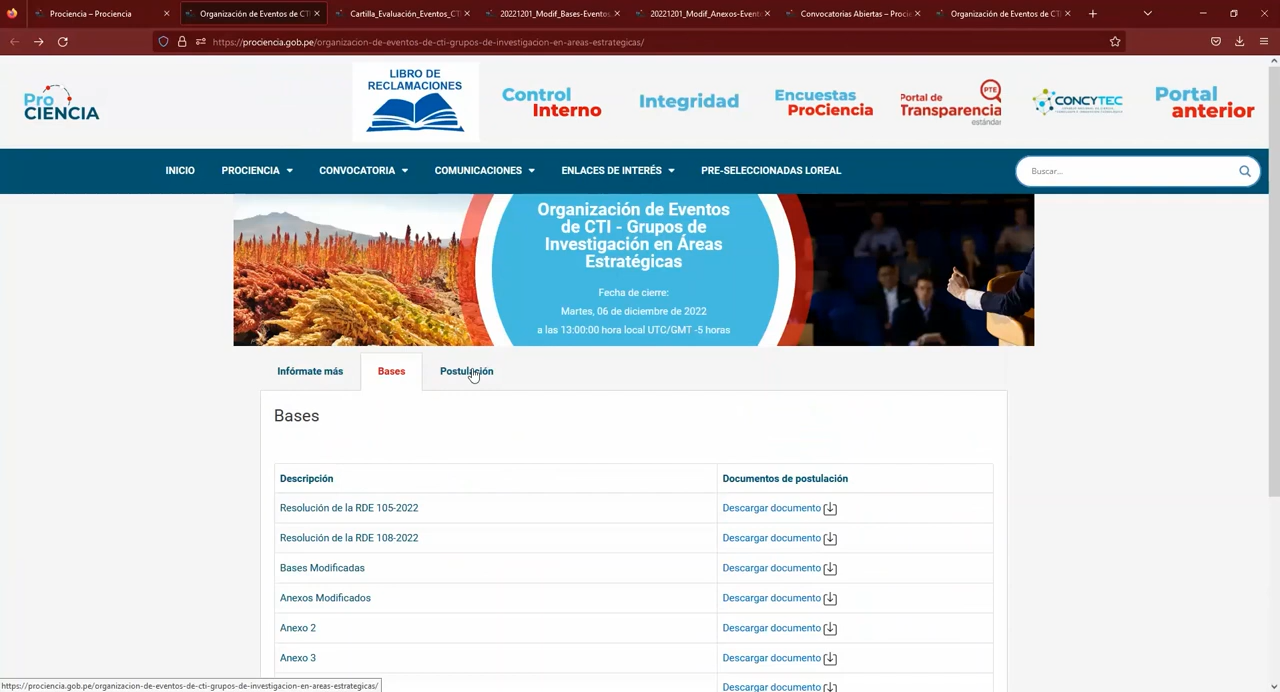 Prociencia – Prociencia
Organización de Eventos de CTI
Cartilla_Evaluación_Eventos_CTI
20221201_Modif_Bases-Eventos
20221201_Modif_Anexos-Event
Convocatorias Abiertas – Procie
Organización de Eventos de CTI
https://prociencia.gob.pe/organizacion-de-eventos-de-cti-grupos-de-investigacion-en-areas-estrategicas/
Pro
CIENCIA
LIBRO DE
RECLAMACIONES
Control
Interno
Integridad
Encuestas
ProCiencia
Portal de
Transparencia
estándar
PTE
CONCYTEC
Portal
anterior
INICIO
PROCIENCIA
CONVOCATORIA
COMUNICACIONES
ENLACES DE INTERÉS
PRE-SELECCIONADAS LOREAL
Buscar...
Organización de Eventos
de CTI - Grupos de
Investigación en Áreas
Estratégicas
Fecha de cierre:
Martes, 06 de diciembre de 2022
a las 13:00:00 hora local UTC/GMT -5 horas
Infórmate más
Bases
Postulación
Bases
Descripción Documentos de postulación
Resolución de la RDE 105-2022 Descargar documento
Resolución de la RDE 108-2022 Descargar documento
Bases Modificadas Descargar documento
Anexos Modificados Descargar documento
Anexo 2 Descargar documento
Anexo 3 Descargar documento
Descargar documento
https://prociencia.gob.pe/organizacion-de-eventos-de-cti-grupos-de-investigacion-en-areas-estrategicas/